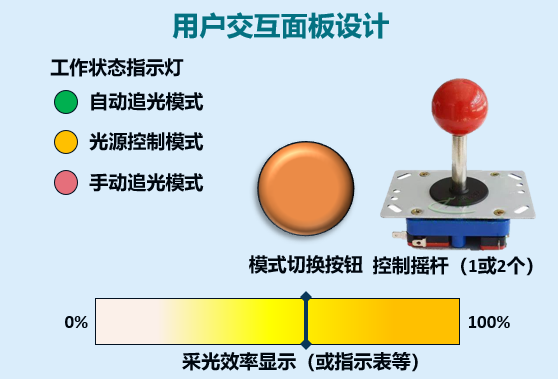 用户交互面板设计
工作状态指示灯
自动追光模式
光源控制模式
手动追光模式
模式切换按钮
控制摇杆（1或2个）
0%
100%
采光效率显示（或指示表等）